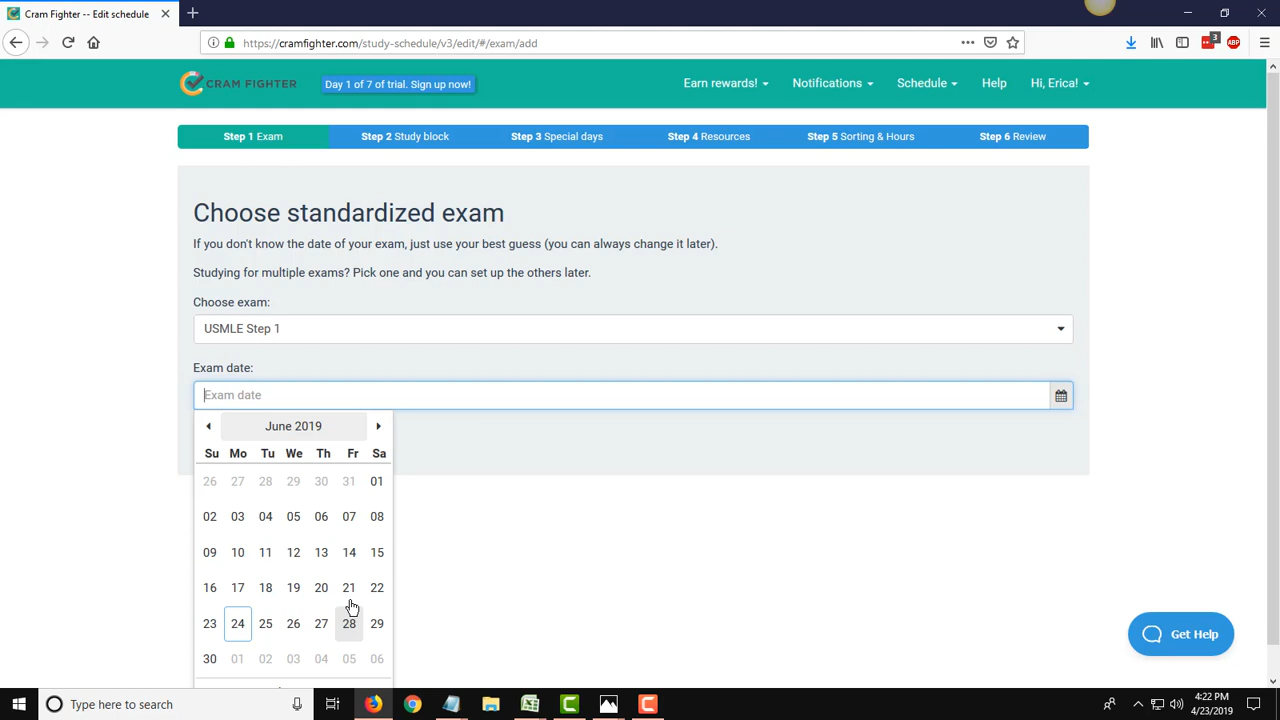 Cram Fighter -- Edit schedule
https://cramfighter.com/study-schedule/v3/edit/#/exam/add
3
ABP
CRAM FIGHTER
Day 1 of 7 of trial. Sign up now!
Earn rewards!
Notifications
Schedule
Help
Hi, Erica!
Step 1 Exam
Step 2 Study block
Step 3 Special days
Step 4 Resources
Step 5 Sorting & Hours
Step 6 Review
Choose standardized exam
If you don't know the date of your exam, just use your best guess (you can always change it later).
Studying for multiple exams? Pick one and you can set up the others later.
Choose exam:
USMLE Step 1
Exam date:
Exam date
June 2019
Su Mo Tu We Th Fr Sa
26 27 28 29 30 31 01
02 03 04 05 06 07 08
09 10 11 12 13 14 15
16 17 18 19 20 21 22
23 24 25 26 27 28 29
30 01 02 03 04 05 06
Get Help
Type here to search
4:22 PM
4/23/2019